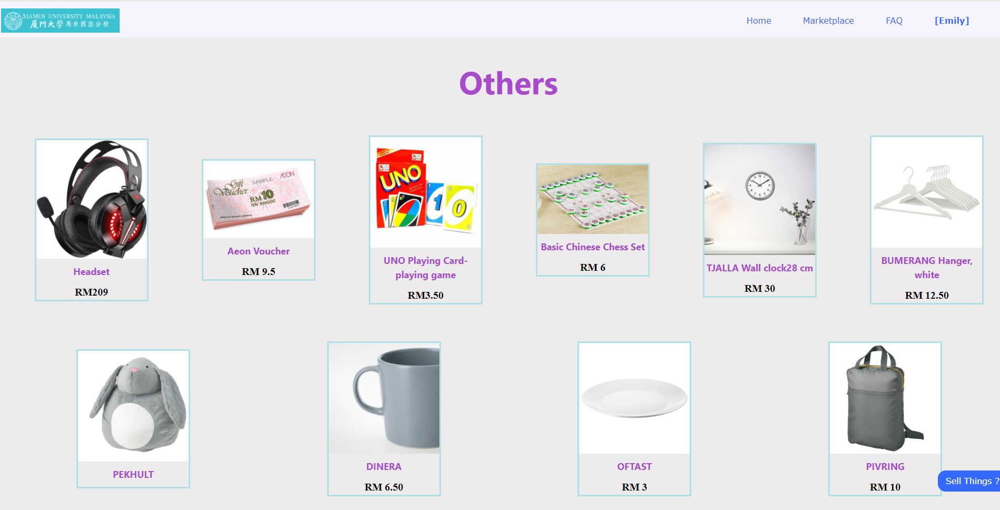 XIAMEN UNIVERSITY MALAYSIA
厦門大學 馬來西亞分校
Home
Marketplace
FAQ
[Emily]
Others
Headset
RM209
Gift
Voucher
SAMPLE
ÆON
RM10
TEN RINGGIT
Aeon Voucher
RM 9.5
UNO
1
0
UNO Playing Card-
playing game
RM3.50
Basic Chinese Chess Set
RM 6
TJALLA Wall clock28 cm
RM 30
BUMERANG Hanger,
white
RM 12.50
PEKHULT
DINERA
RM 6.50
OFTAST
RM 3
PIVRING
RM 10
Sell Things ?